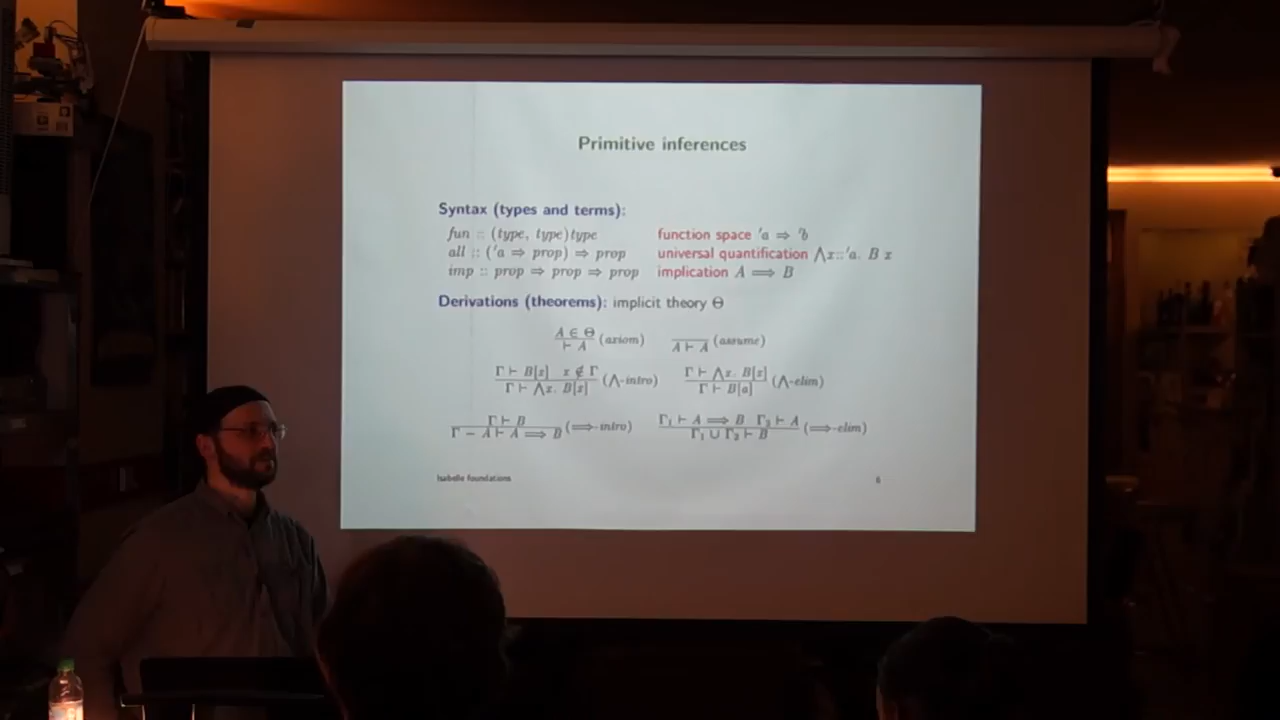 Primitive inferences
Syntax (types and terms):
fun :: (type, type)type function space 'a ⇒ 'b
all :: ('a ⇒ prop) ⇒ prop universal quantification ⋀x::'a. B x
imp :: prop ⇒ prop ⇒ prop implication A ⟹ B
Derivations (theorems): implicit theory Θ
A ∈ Θ
⊢ A (axiom)
A ⊢ A (assume)
Γ ⊢ B[x] x ∉ Γ
Γ ⊢ ⋀x. B[x] (⋀-intro)
Γ ⊢ ⋀x. B[x]
Γ ⊢ B[a] (⋀-elim)
Γ ⊢ B
Γ − A ⊢ A ⟹ B (⟹-intro)
Γ₁ ⊢ A ⟹ B Γ₂ ⊢ A
Γ₁ ∪ Γ₂ ⊢ B (⟹-elim)
Isabelle foundations 6